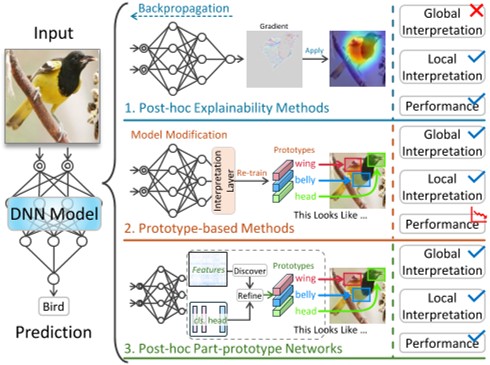 Input
DNN Model
Bird
Prediction
Backpropagation
Gradient
Apply
1. Post-hoc Explainability Methods
Global
Interpretation
Local
Interpretation
Performance
Model Modification
Interpretation
Layer
Re-train
Prototypes
wing
belly
head
This Looks Like ...
2. Prototype-based Methods
Global
Interpretation
Local
Interpretation
Performance
Features
Discover
Refine
cls. head
Prototypes
wing
belly
head
This Looks Like ...
3. Post-hoc Part-prototype Networks
Global
Interpretation
Local
Interpretation
Performance